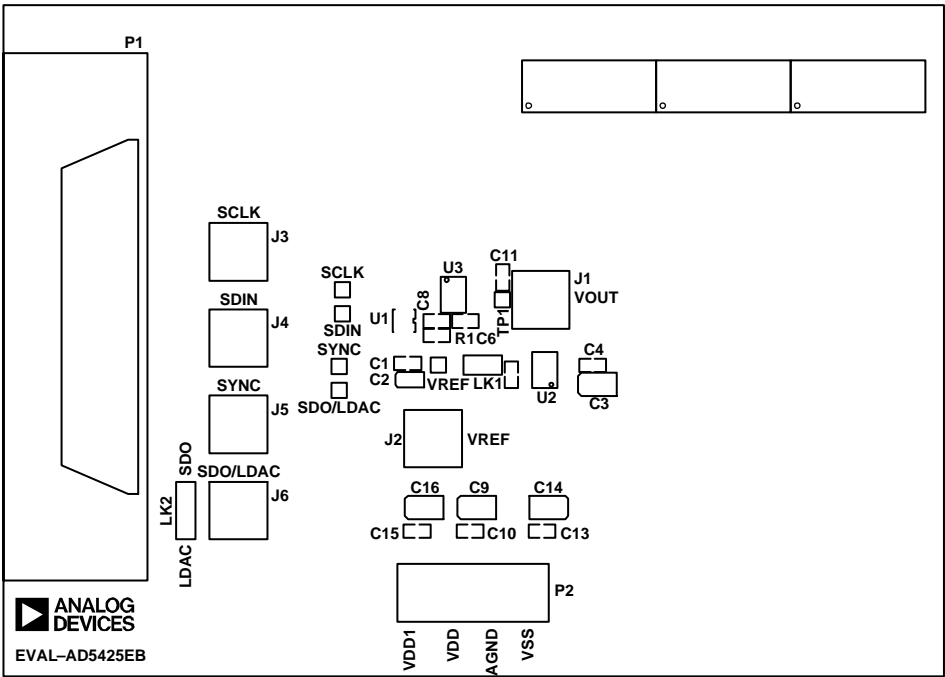 P1
SCLK
J3
SDIN
J4
SYNC
J5
SDO/LDAC
J6
SDO
LK2
LDAC
SCLK
SDIN
SYNC
SDO/LDAC
U3
C8
U1
R1C6
C11
TP1
J1
VOUT
C1
C2
VREF
LK1
U2
C4
C3
J2
VREF
C16
C9
C14
C15
C10
C13
P2
VDD1
VDD
AGND
VSS
ANALOG
DEVICES
EVAL–AD5425EB